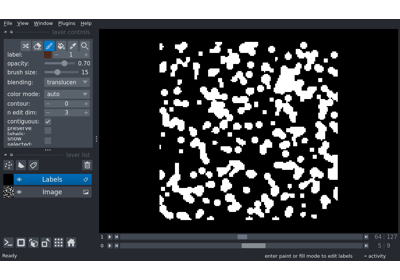 File View Window Plugins Help
layer controls
label: 1
opacity: 0.70
brush size: 15
blending: translucen
color mode: auto
contour: 0
n edit dim: 3
contiguous:
preserve
labels:
show
selected:
layer list
Labels
Image
1 64 127
0 5 9
Ready enter paint or fill mode to edit labels activity